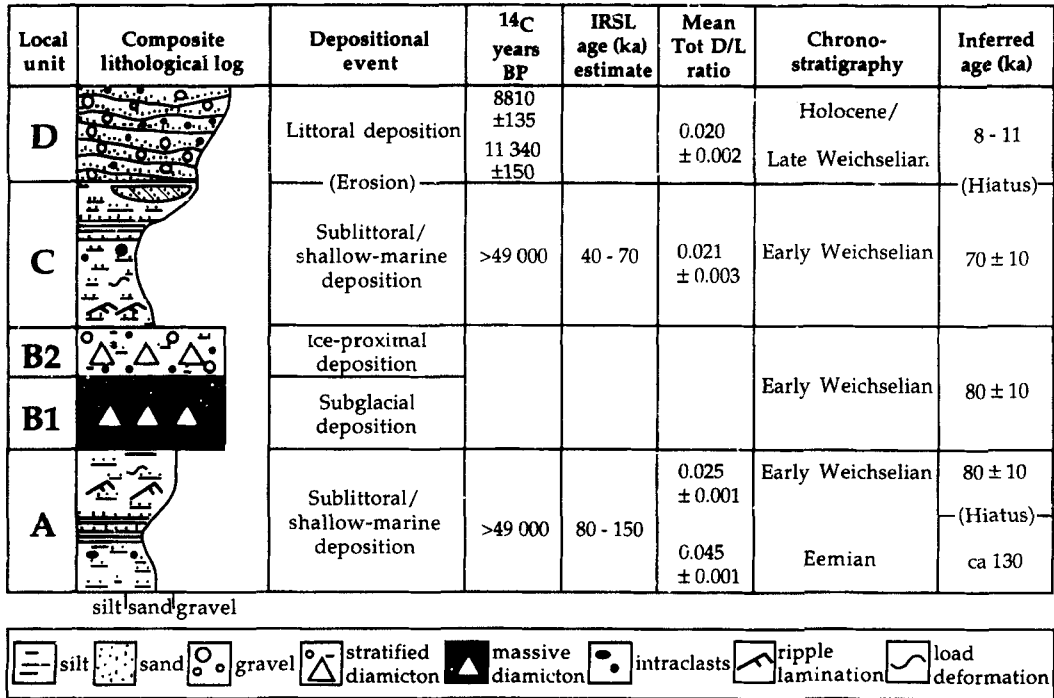 Local unit | Composite lithological log | Depositional event | 14C years BP | IRSL age (ka) estimate | Mean Tot D/L ratio | Chrono-stratigraphy | Inferred age (ka)
D
Littoral deposition
8810
±135
11 340
±150
0.020
± 0.002
Holocene/
Late Weichselian
8 - 11
(Erosion)
(Hiatus)
C
Sublittoral/
shallow-marine
deposition
>49 000
40 - 70
0.021
± 0.003
Early Weichselian
70 ± 10
B2
Ice-proximal
deposition
B1
Subglacial
deposition
Early Weichselian
80 ± 10
A
Sublittoral/
shallow-marine
deposition
>49 000
80 - 150
0.025
± 0.001
0.045
± 0.001
Early Weichselian
Eemian
80 ± 10
(Hiatus)
ca 130
silt sand gravel
silt
sand
gravel
stratified
diamicton
massive
diamicton
intraclasts
ripple
lamination
load
deformation